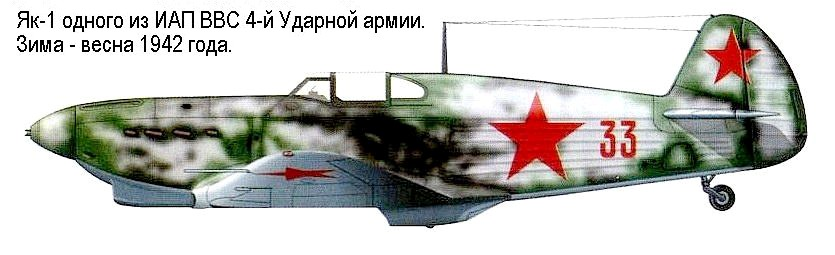 Як-1 одного из ИАП ВВС 4-й Ударной армии.
Зима - весна 1942 года.
33